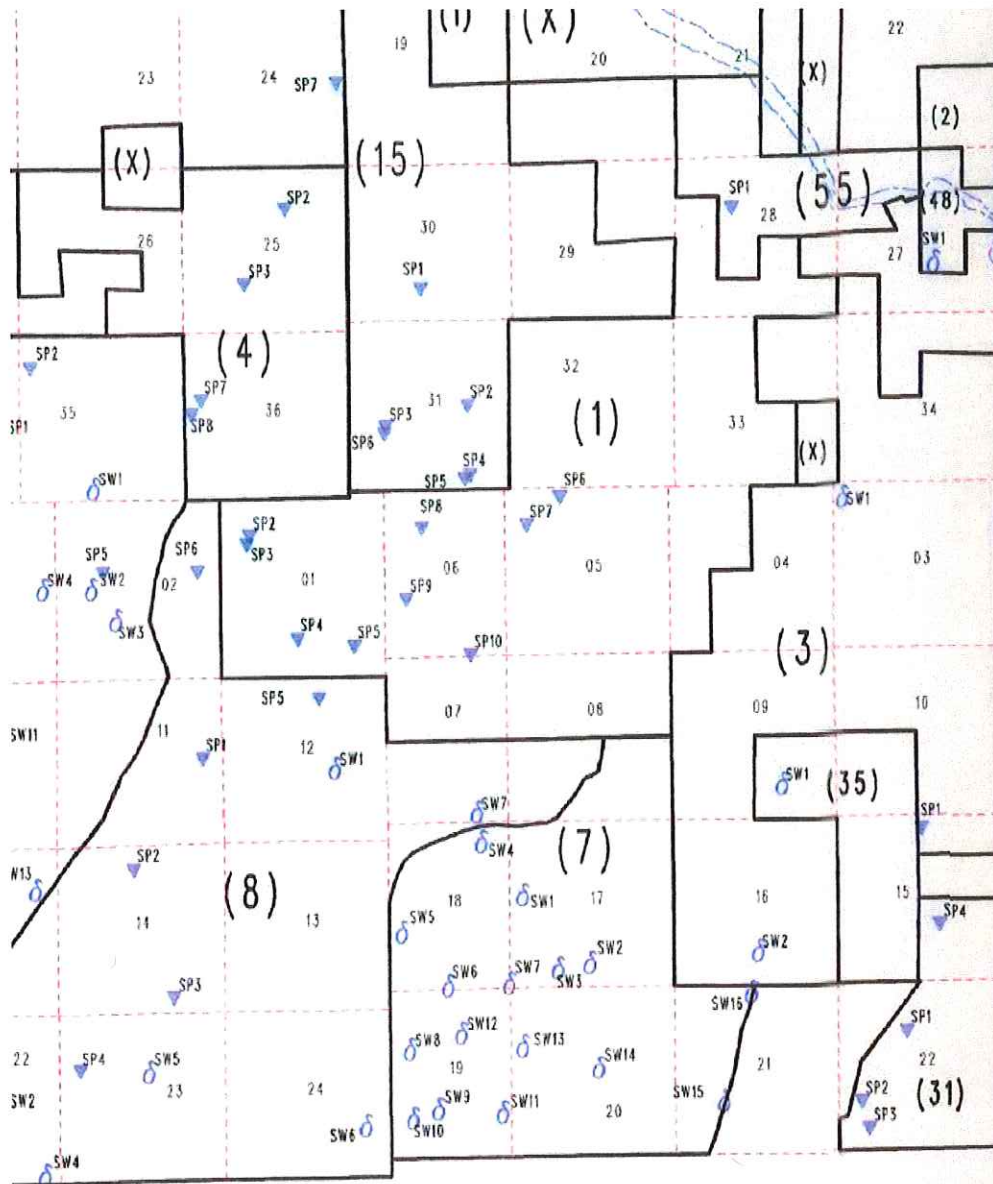 (1) (X) 19 20 21 22
23 24 SP7 (X)
(2)
(X) (15) SP1 (55) (48)
SP2 28
26 25 30 29 27 SW1
SP3 SP1
SP2 (4) 32
SP7 36 31 SP2 (1) 34
35 SP8 SP3 33
SP1 SP6 (X)
SP4
SW1 SP5 SP6 SW1
SP2 SP8 SP7
SP5 SP6 SP3 06 05 04 03
SW4 SW2 02 01 SP9
SW3 SP4 SP5 SP10 (3)
SP5 07 08 09 10
11 12
SW11 SP1 SW1 SW1 (35)
SW7 SP1
SW4 (7)
SP2
SW13 (8) 18 SW1 17 16 15
14 13 SW5 SP4
SW6 SW7 SW2 SW2
SP3 SW3 SW16
SW12 SP1
SW8 SW13
22 SP4 SW5 19 SW14 21 22
23 24 SP2 (31)
SW2 SW9 SW11 20 SW15 SP3
SW6 SW10
SW4